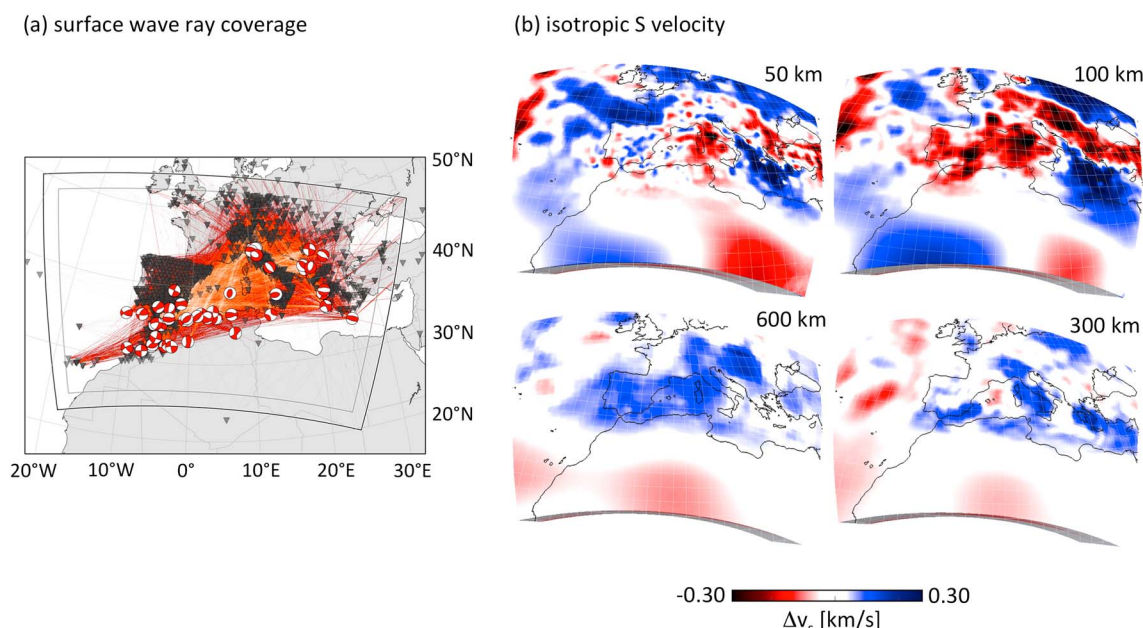 (a) surface wave ray coverage
(b) isotropic S velocity
50 km
100 km
50°N
40°N
30°N
20°N
20°W
10°W
0°
10°E
20°E
30°E
600 km
300 km
-0.30
0.30
Δvₛ [km/s]